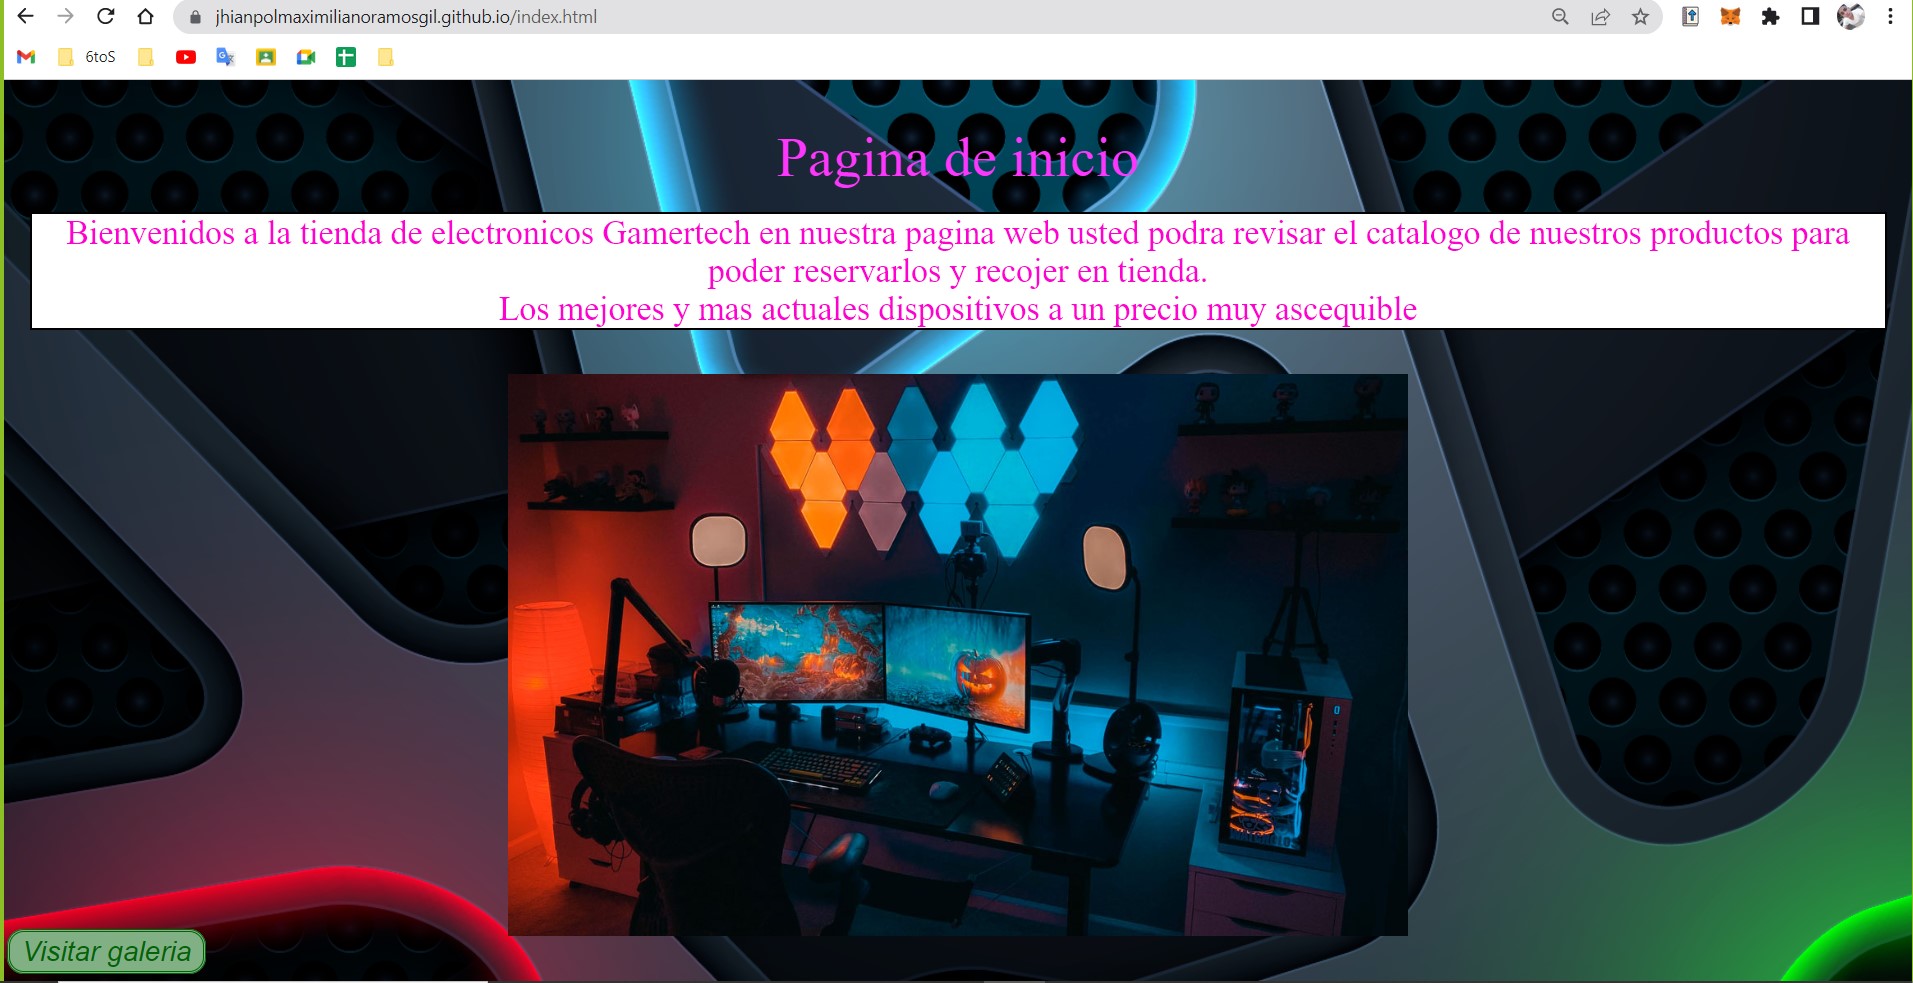 jhianpolmaximilianoramosgil.github.io/index.html
6toS
Pagina de inicio
Bienvenidos a la tienda de electronicos Gamertech en nuestra pagina web usted podra revisar el catalogo de nuestros productos para
poder reservarlos y recojer en tienda.
Los mejores y mas actuales dispositivos a un precio muy ascequible
Visitar galeria